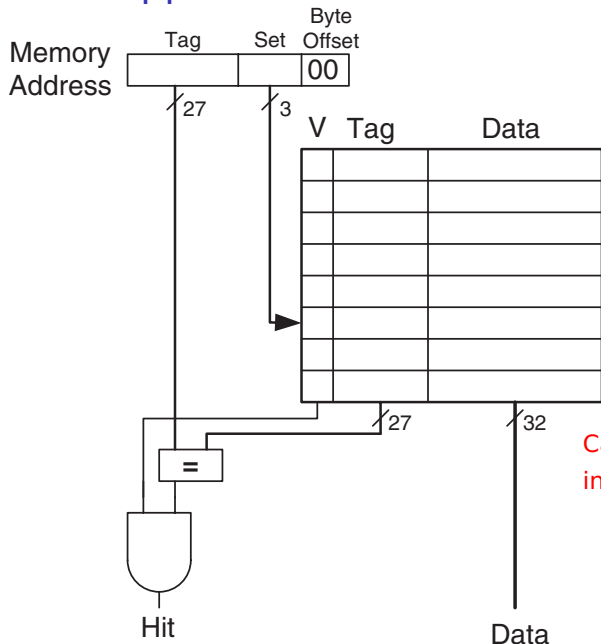 Byte
Tag Set Offset
Memory
Address
00
27 3
V Tag Data
27 32
=
Hit
Data